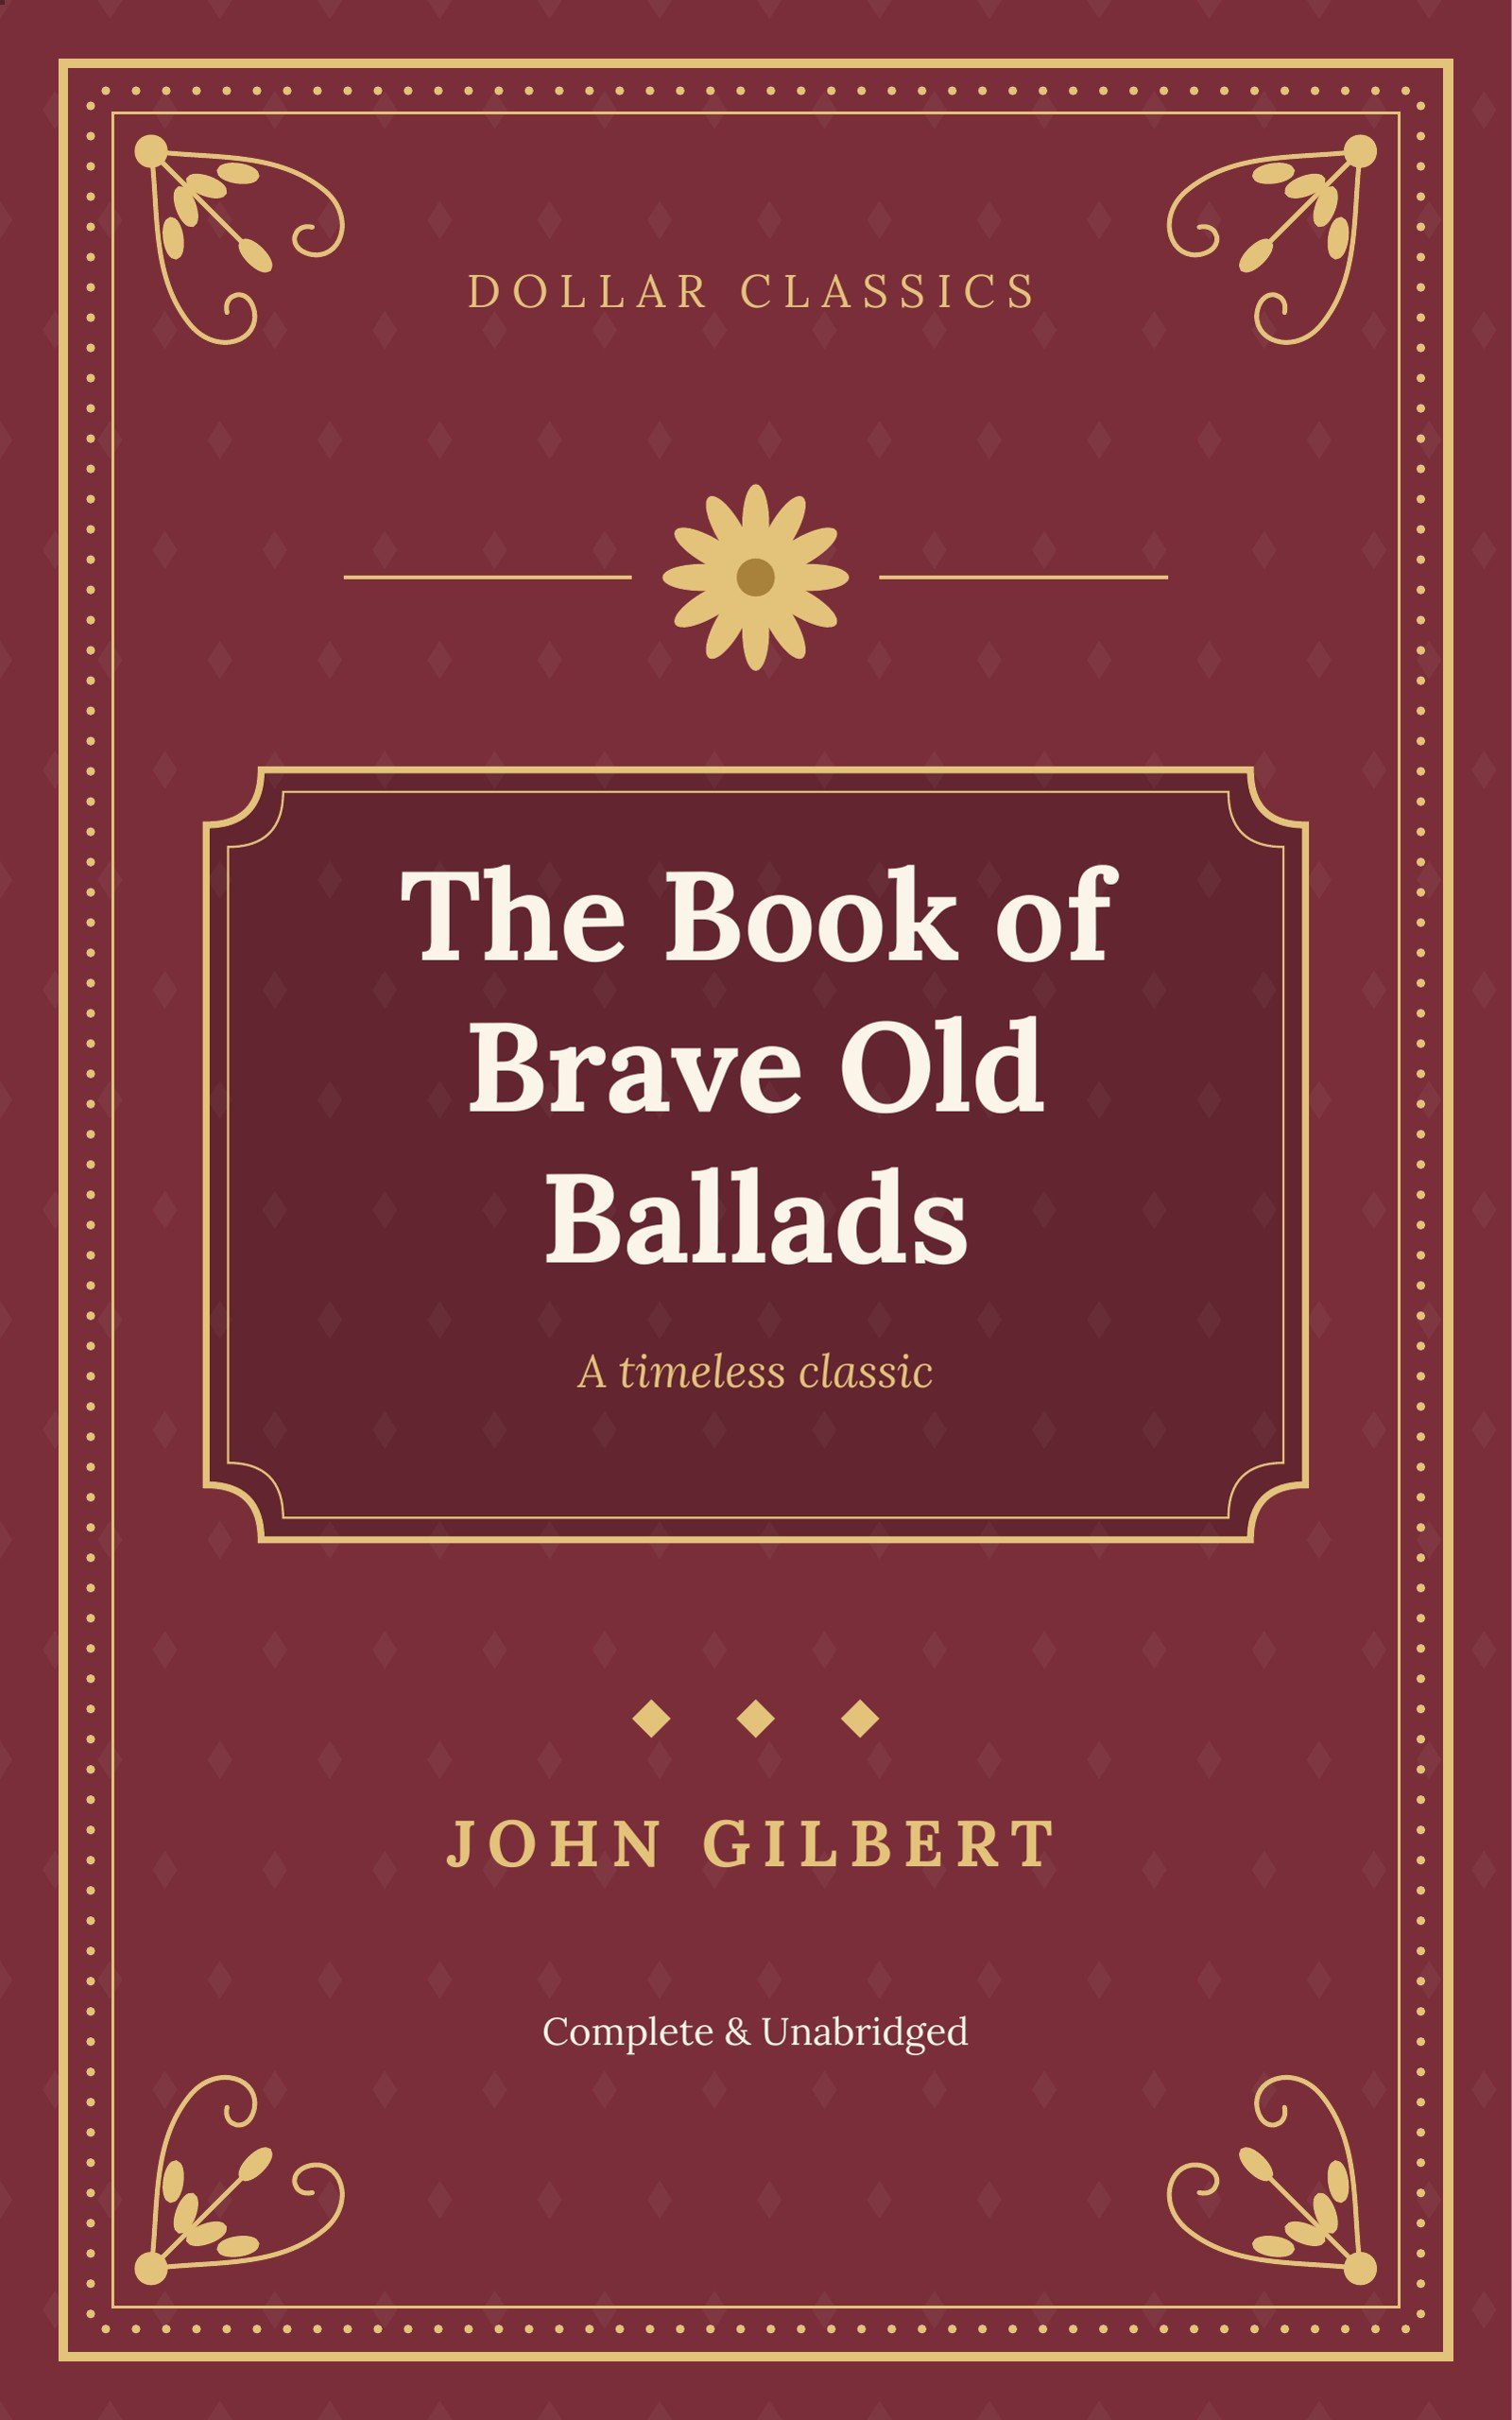 DOLLAR CLASSICS
The Book of
Brave Old
Ballads
A timeless classic
JOHN GILBERT
Complete & Unabridged